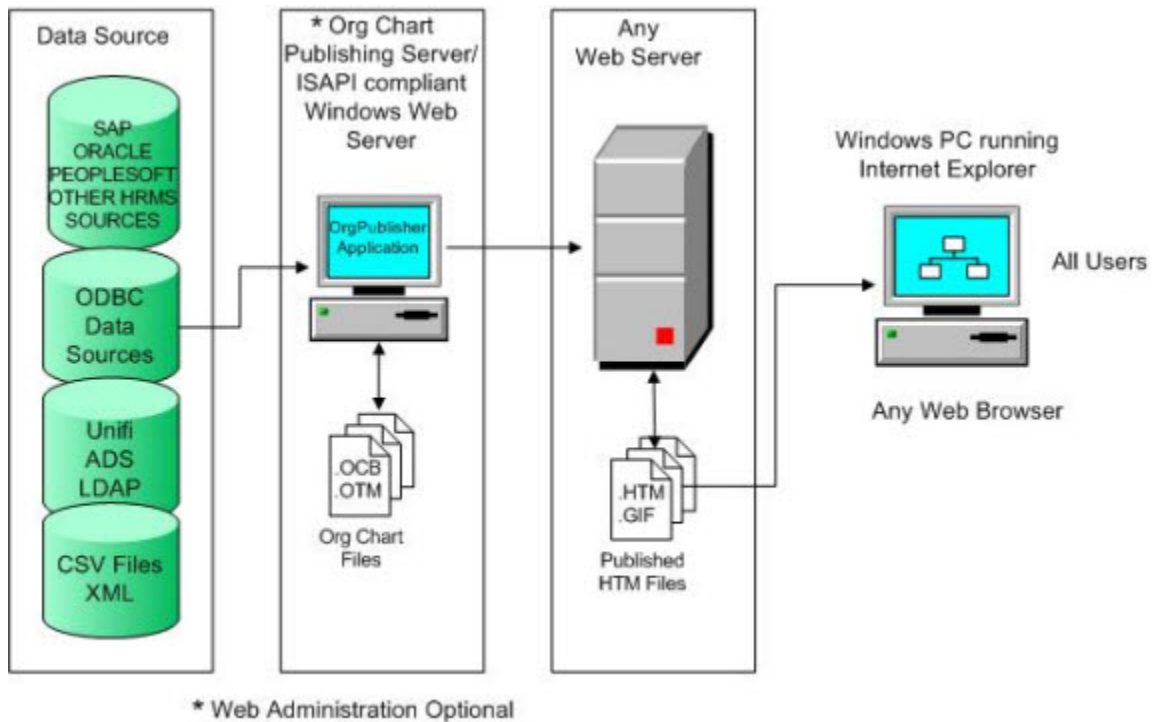 Data Source
SAP
ORACLE
PEOPLESOFT
OTHER HRMS
SOURCES
ODBC
Data
Sources
Unifi
ADS
LDAP
CSV Files
XML
* Org Chart
Publishing Server/
ISAPI compliant
Windows Web
Server
OrgPublisher
Application
.OCB
.OTM
Org Chart
Files
Any
Web Server
.HTM
.GIF
Published
HTM Files
Windows PC running
Internet Explorer
All Users
Any Web Browser
* Web Administration Optional